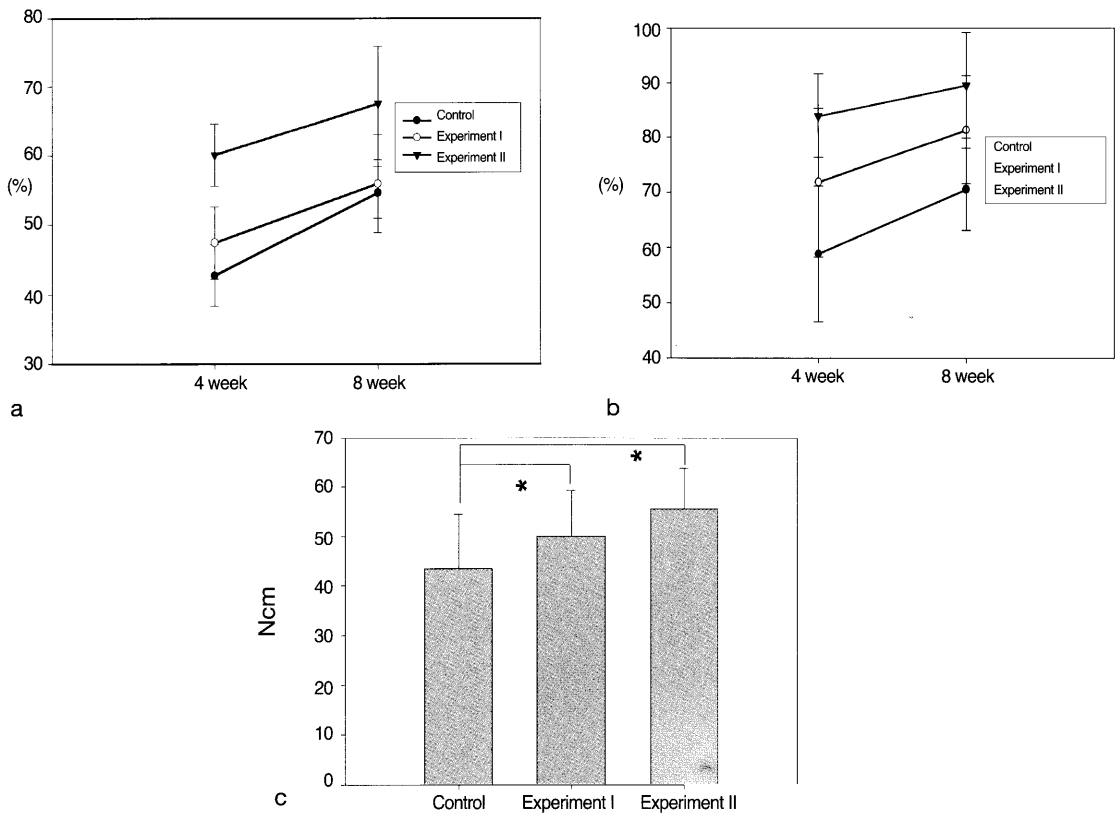 80
70
60
(%)
50
40
30
4 week
8 week
Control
Experiment I
Experiment II
a
100
90
80
(%)
70
60
50
40
4 week
8 week
Control
Experiment I
Experiment II
b
70
60
50
40
30
20
10
0
Ncm
*
*
Control
Experiment I
Experiment II
c